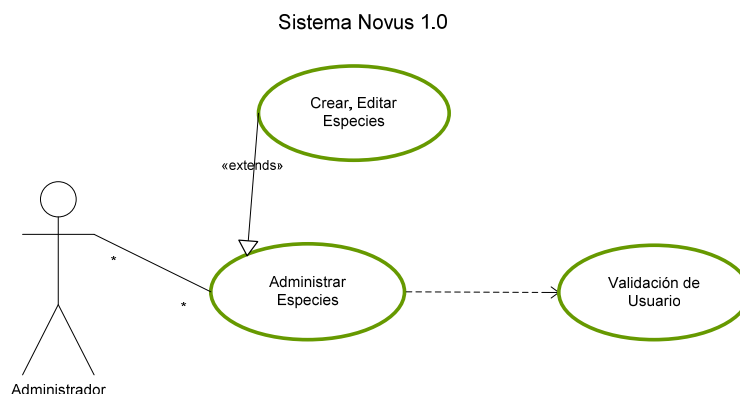 Sistema Novus 1.0
Crear, Editar
Especies
«extends»
*
*
Administrar
Especies
Validación de
Usuario
Administrador